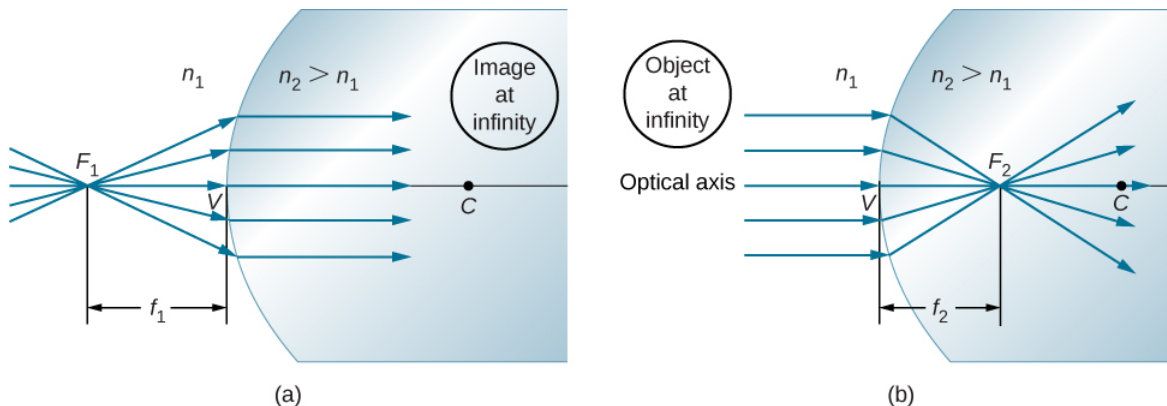 n₁
n₂ > n₁
Image
at
infinity
F₁
V
C
f₁
(a)
Object
at
infinity
n₁
n₂ > n₁
Optical axis
F₂
V
C
f₂
(b)